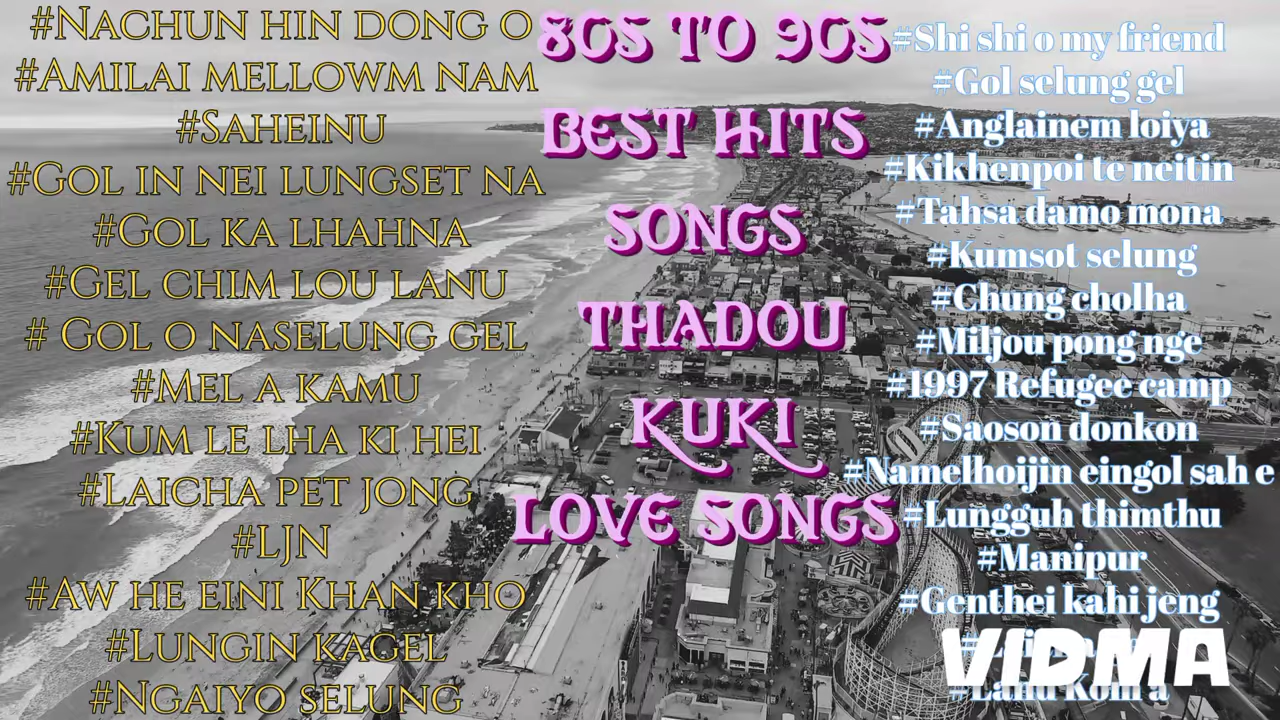 #NACHUN HIN DONG O
#AMILAI MELLOWM NAM
#SAHEINU
#GOL IN NEI LUNGSET NA
#GOL KA LHAHNA
#GEL CHIM LOU LANU
# GOL O NASELUNG GEL
#MEL A KAMU
#KUM LE LHA KI HEI
#LAICHA PET JONG
#LJN
#AW HE EINI KHAN KHO
#LUNGIN KAGEL
#NGAIYO SELUNG
80S TO 90S
BEST HITS
SONGS
THADOU
KUKI
LOVE SONGS
#Shi shi o my friend
#Gol selung gel
#Anglainem loiya
#Kikhenpoi te neitin
#Tahsa damo mona
#Kumsot selung
#Chung cholha
#Miljou pong nge
#1997 Refugee camp
#Saoson donkon
#Namelhoijin eingol sah e
#Lungguh thimthu
#Manipur
#Genthei kahi jeng
VIDMA
#Lanu